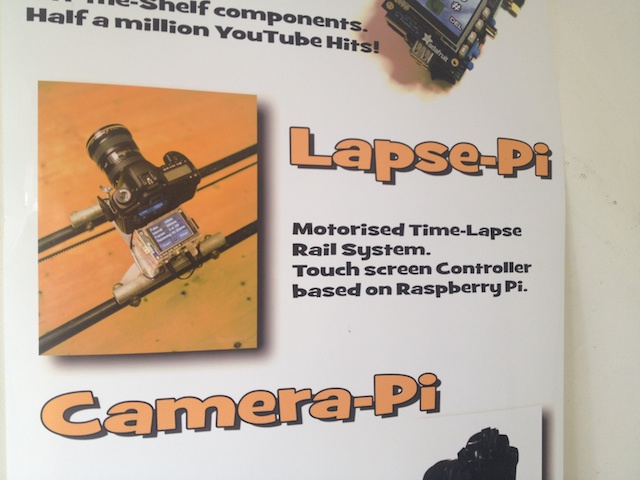 The-Shelf components.
Half a million YouTube Hits!
Adafruit
Lapse-Pi
Motorised Time-Lapse
Rail System.
Touch screen Controller
based on Raspberry Pi.
Camera-Pi